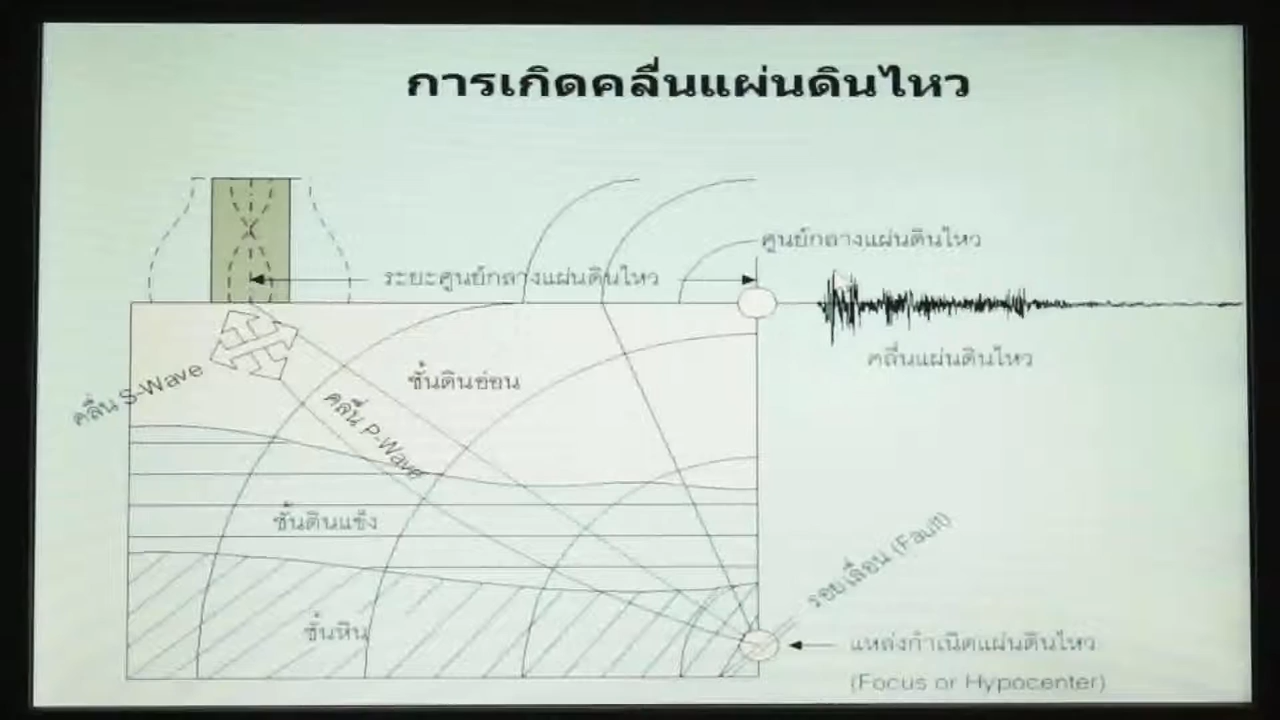 การเกิดคลื่นแผ่นดินไหว
ศูนย์กลางแผ่นดินไหว
ระยะศูนย์กลางแผ่นดินไหว
คลื่นแผ่นดินไหว
คลื่น S-Wave
ชั้นดินอ่อน
คลื่น P-Wave
ชั้นดินแข็ง
รอยเลื่อน (Fault)
ชั้นหิน
แหล่งกำเนิดแผ่นดินไหว
(Focus or Hypocenter)